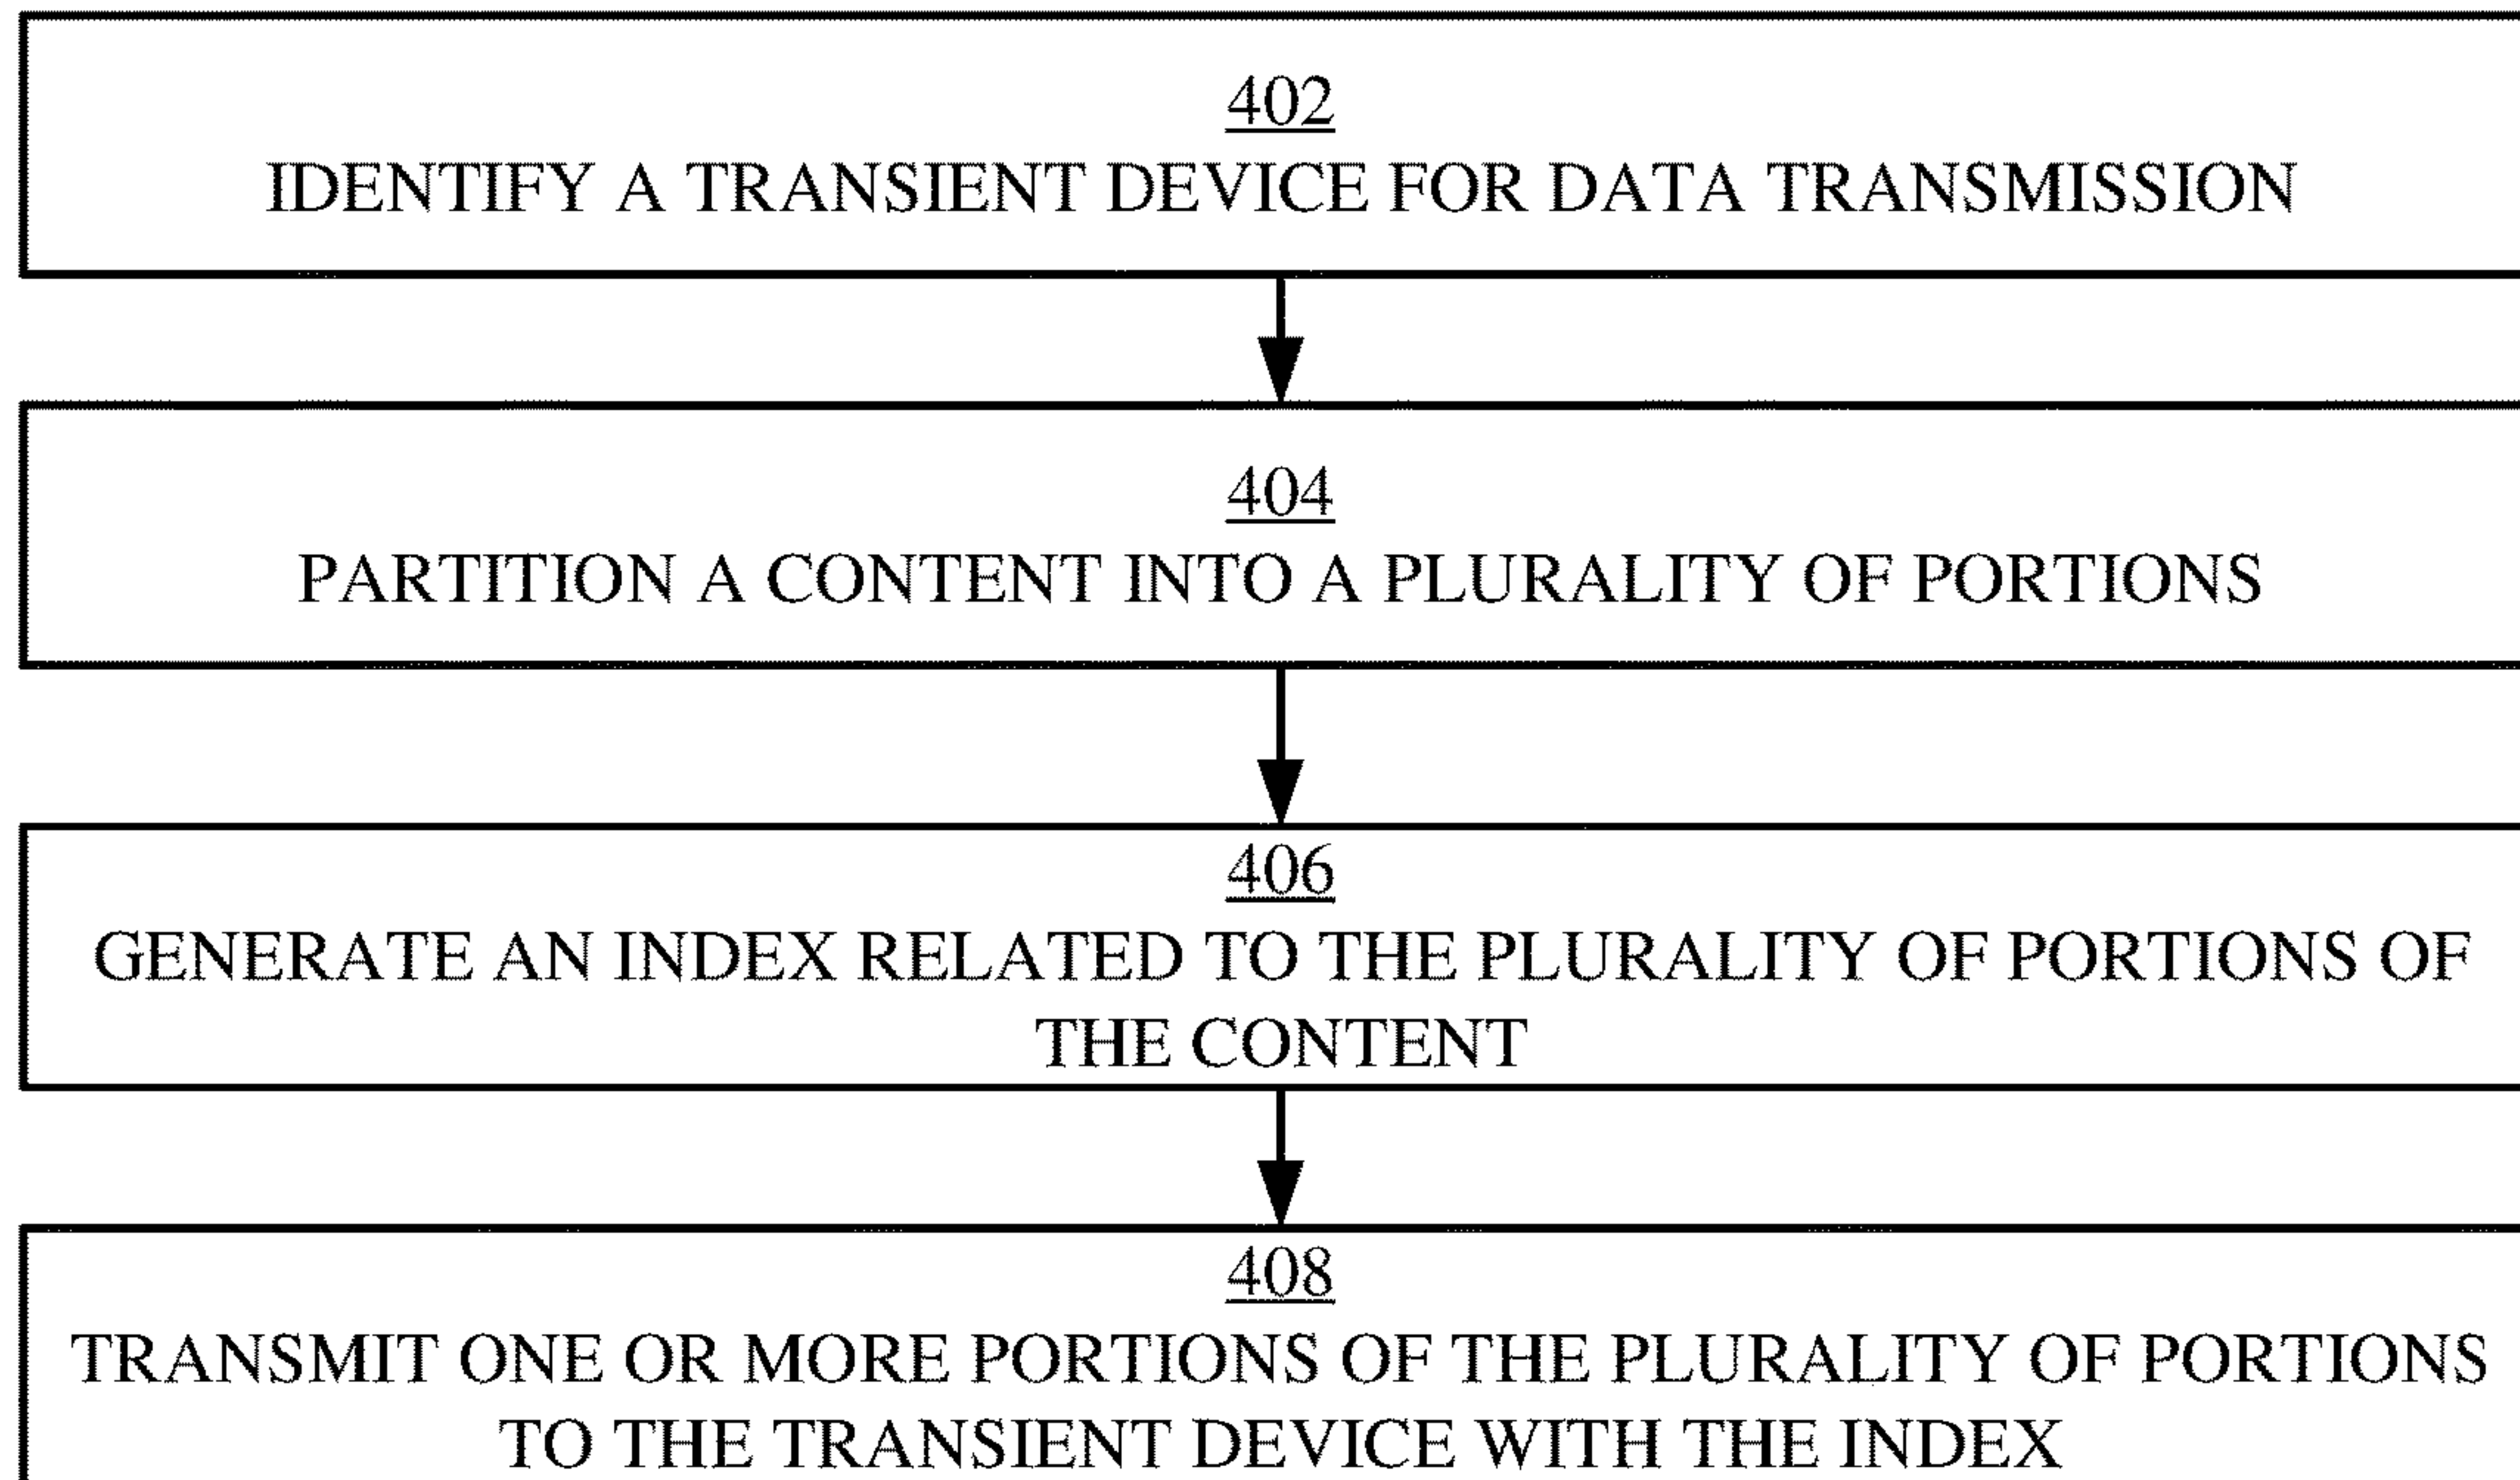 402
IDENTIFY A TRANSIENT DEVICE FOR DATA TRANSMISSION
404
PARTITION A CONTENT INTO A PLURALITY OF PORTIONS
406
GENERATE AN INDEX RELATED TO THE PLURALITY OF PORTIONS OF
THE CONTENT
408
TRANSMIT ONE OR MORE PORTIONS OF THE PLURALITY OF PORTIONS
TO THE TRANSIENT DEVICE WITH THE INDEX